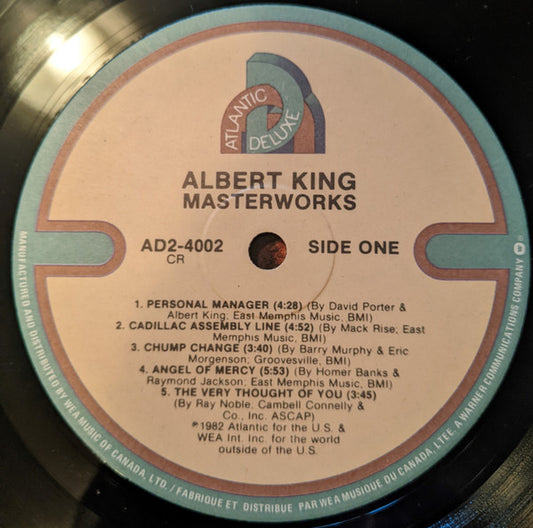 ATLANTIC
DELUXE
ALBERT KING
MASTERWORKS
AD2-4002
CR
SIDE ONE
1. PERSONAL MANAGER (4:28) (By David Porter &
Albert King; East Memphis Music, BMI)
2. CADILLAC ASSEMBLY LINE (4:52) (By Mack Rise; East
Memphis Music, BMI)
3. CHUMP CHANGE (3:40) (By Barry Murphy & Eric
Morgenson; Groovesville, BMI)
4. ANGEL OF MERCY (5:53) (By Homer Banks &
Raymond Jackson; East Memphis Music, BMI)
5. THE VERY THOUGHT OF YOU (3:45)
(By Ray Noble; Cambell Connelly &
Co., Inc. ASCAP)
℗1982 Atlantic for the U.S. &
WEA Int. Inc. for the world
outside of the U.S.
MANUFACTURED AND DISTRIBUTED BY WEA MUSIC OF CANADA, LTD. / FABRIQUE ET DISTRIBUE PAR WEA MUSIQUE DU CANADA, LTEE. A WARNER COMMUNICATIONS COMPANY